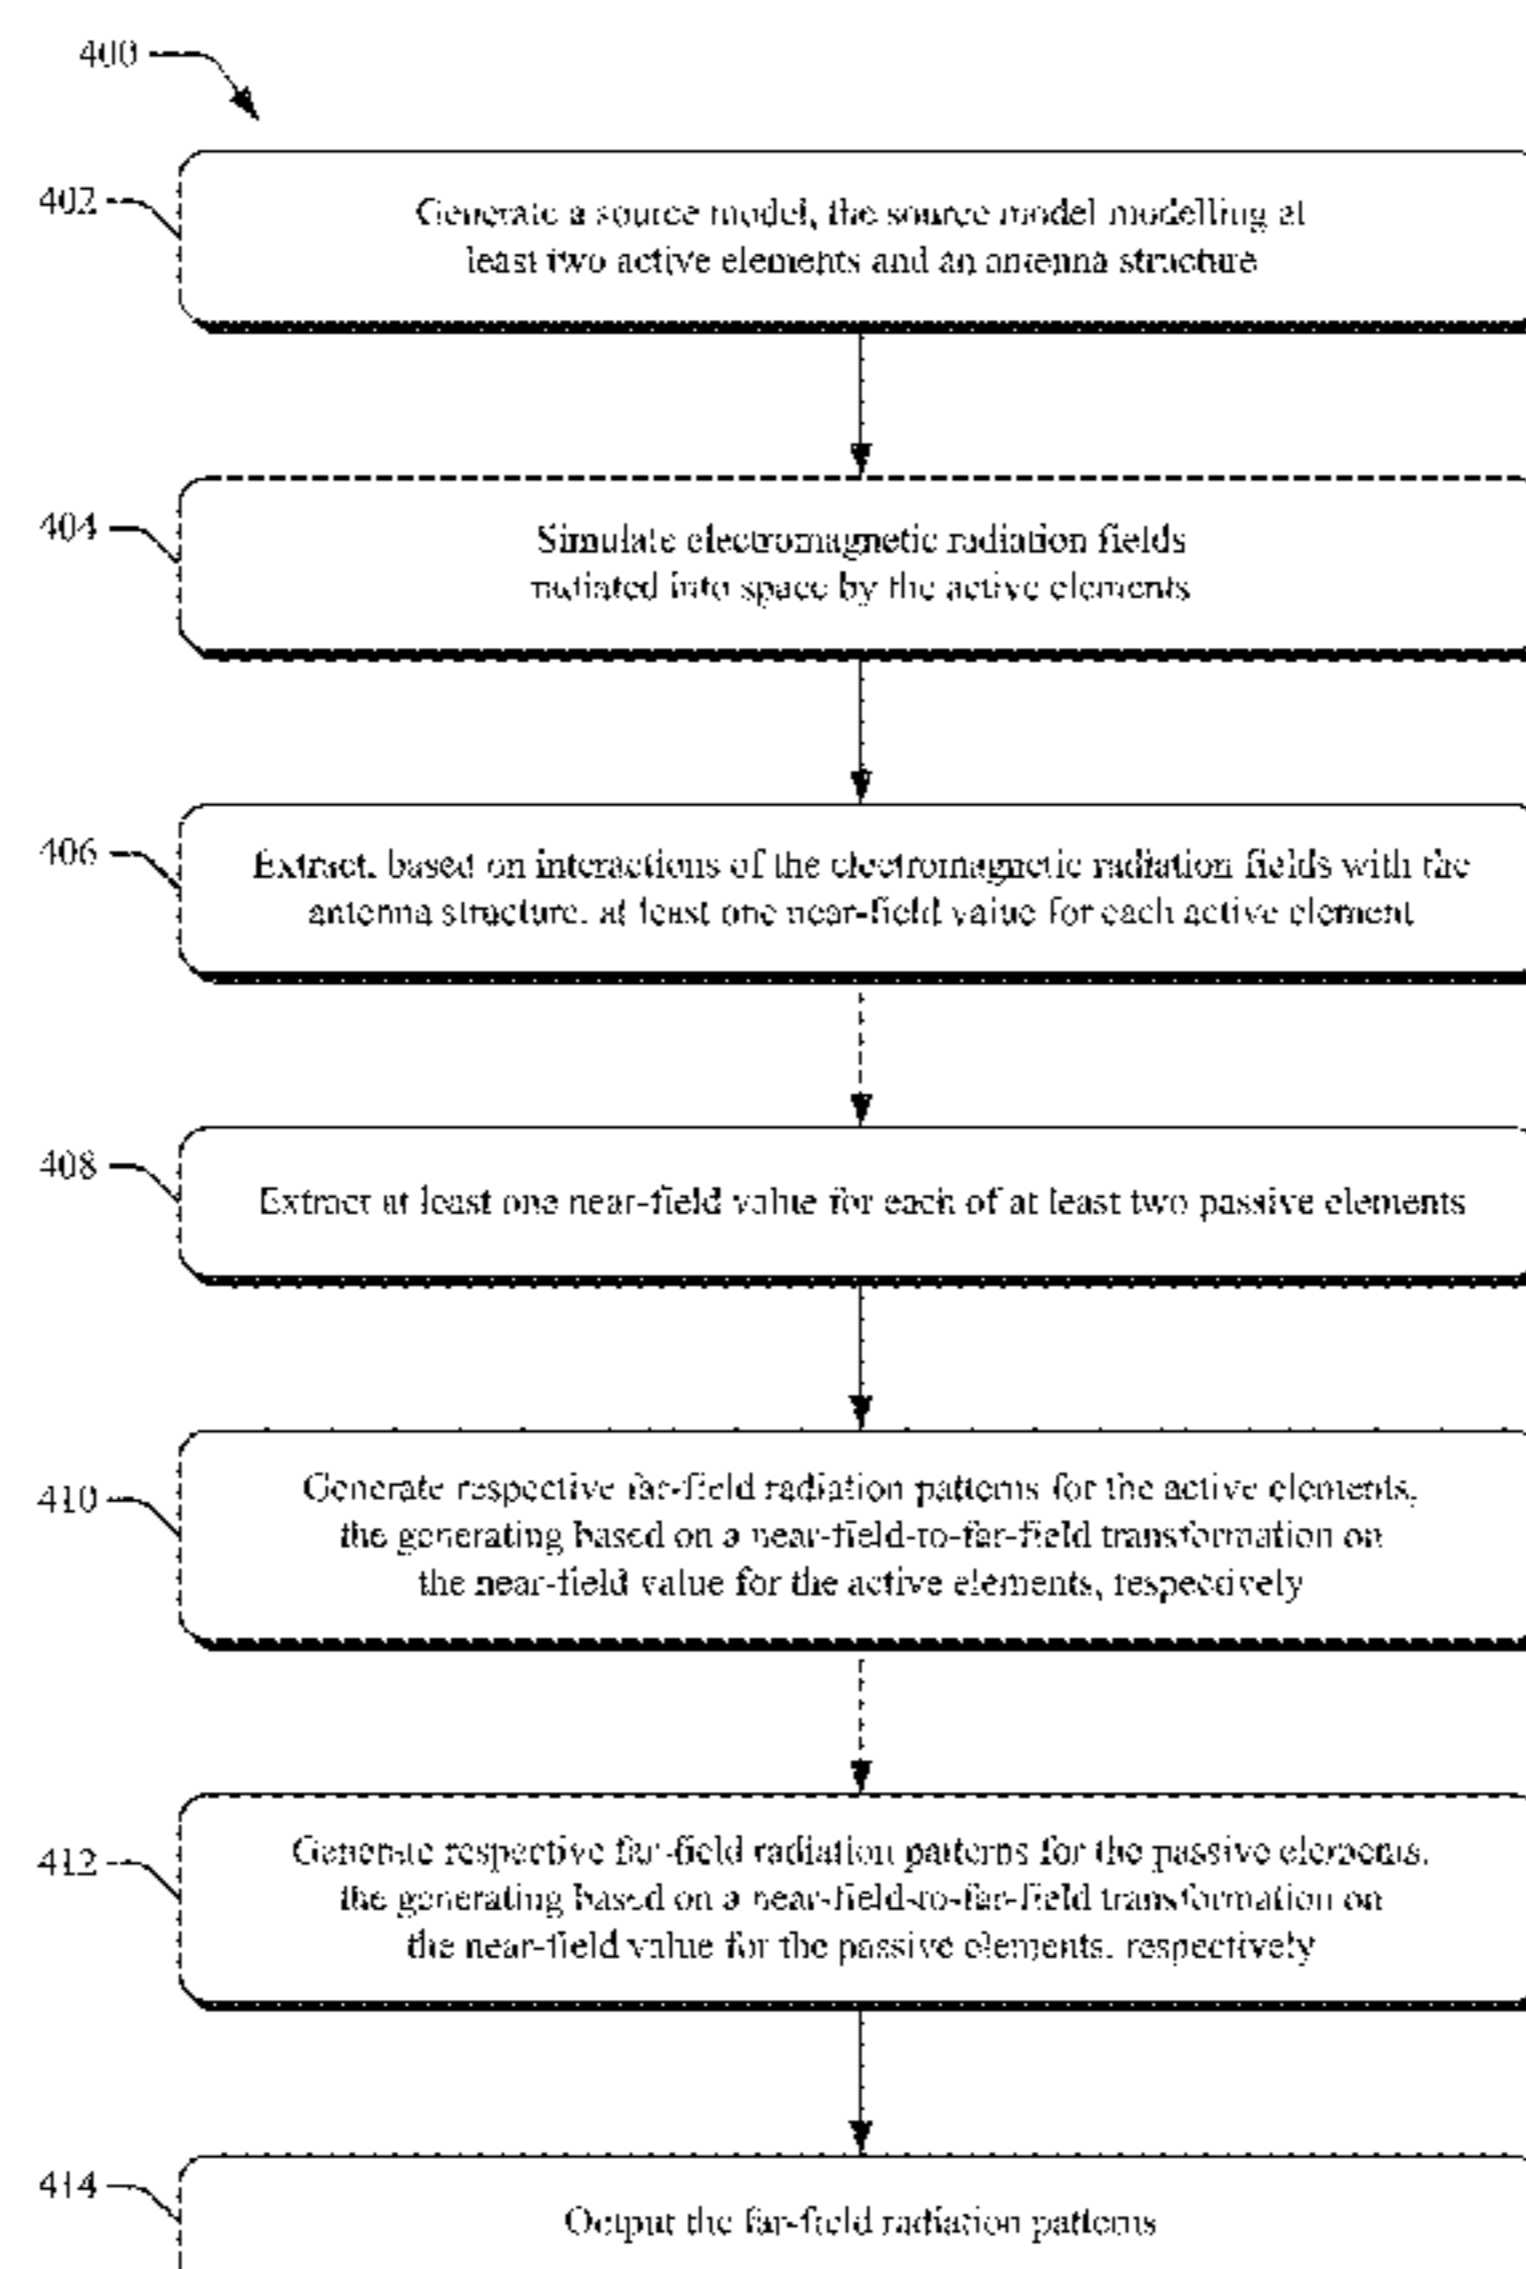 400
402
Generate a source model, the source model modelling at
least two active elements and an antenna structure
404
Simulate electromagnetic radiation fields
radiated into space by the active elements
406
Extract, based on interactions of the electromagnetic radiation fields with the
antenna structure, at least one near-field value for each active element
408
Extract at least one near-field value for each of at least two passive elements
410
Generate respective far-field radiation patterns for the active elements,
the generating based on a near-field-to-far-field transformation on
the near-field value for the active elements, respectively
412
Generate respective far-field radiation patterns for the passive elements,
the generating based on a near-field-to-far-field transformation on
the near-field value for the passive elements, respectively
414
Output the far-field radiation patterns